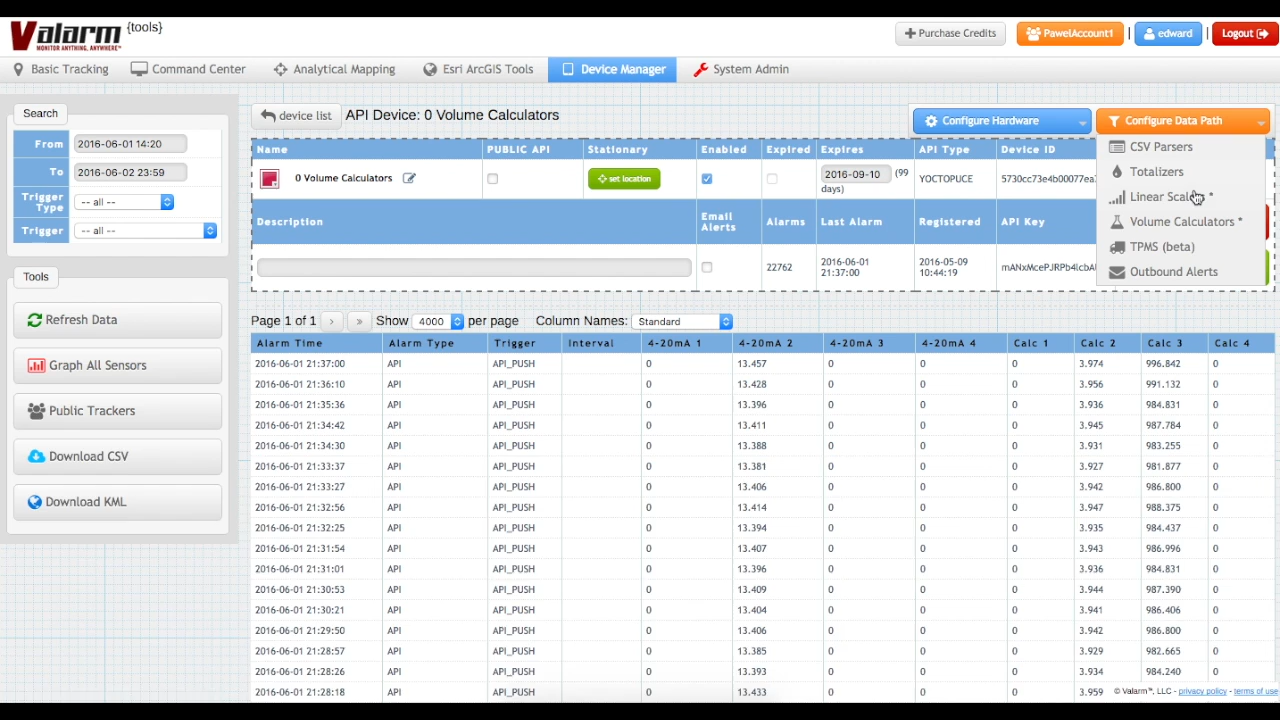 Valarm {tools}
MONITOR ANYTHING, ANYWHERE™
Purchase Credits PawelAccount1 | edward | Logout
Basic Tracking Command Center Analytical Mapping Esri ArcGIS Tools Device Manager System Admin
Search
From 2016-06-01 14:20
To 2016-06-02 23:59
Trigger Type -- all --
Trigger -- all --
Tools
Refresh Data
Graph All Sensors
Public Trackers
Download CSV
Download KML
device list API Device: 0 Volume Calculators
Configure Hardware Configure Data Path
CSV Parsers
Totalizers
Linear *
Volume Calculators *
TPMS (beta)
Outbound Alerts
Name PUBLIC API Stationary Enabled Expired Expires API Type Device ID
0 Volume Calculators set location 2016-09-10 (99 days) YOCTOPUCE 5730cc73e4b00077ea
Description Email Alerts Alarms Last Alarm Registered API Key
22762 2016-06-01 21:37:00 2016-05-09 10:44:19
Page 1 of 1 › » Show 4000 per page Column Names: Standard
Alarm Time Alarm Type Trigger Interval 4-20mA 1 4-20mA 2 4-20mA 3 4-20mA 4 Calc 1 Calc 2 Calc 3 Calc 4
2016-06-01 21:37:00 API API_PUSH 0 13.457 0 0 0 3.974 996.842 0
2016-06-01 21:36:10 API API_PUSH 0 13.428 0 0 0 3.956 991.132 0
2016-06-01 21:35:36 API API_PUSH 0 13.396 0 0 0 3.936 984.831 0
2016-06-01 21:34:42 API API_PUSH 0 13.411 0 0 0 3.945 987.784 0
2016-06-01 21:34:30 API API_PUSH 0 13.388 0 0 0 3.931 983.255 0
2016-06-01 21:33:37 API API_PUSH 0 13.381 0 0 0 3.927 981.877 0
2016-06-01 21:33:27 API API_PUSH 0 13.406 0 0 0 3.942 986.800 0
2016-06-01 21:32:56 API API_PUSH 0 13.414 0 0 0 3.947 988.375 0
2016-06-01 21:32:25 API API_PUSH 0 13.394 0 0 0 3.935 984.437 0
2016-06-01 21:31:54 API API_PUSH 0 13.407 0 0 0 3.943 986.996 0
2016-06-01 21:31:01 API API_PUSH 0 13.396 0 0 0 3.936 984.831 0
2016-06-01 21:30:53 API API_PUSH 0 13.409 0 0 0 3.944 987.390 0
2016-06-01 21:30:21 API API_PUSH 0 13.404 0 0 0 3.941 986.406 0
2016-06-01 21:29:50 API API_PUSH 0 13.406 0 0 0 3.942 986.800 0
2016-06-01 21:28:57 API API_PUSH 0 13.385 0 0 0 3.929 982.665 0
2016-06-01 21:28:26 API API_PUSH 0 13.393 0 0 0 3.934 984.240 0
2016-06-01 21:28:18 API API_PUSH 0 13.433 0 0 0 3.959
© Valarm™, LLC - privacy policy - terms of use